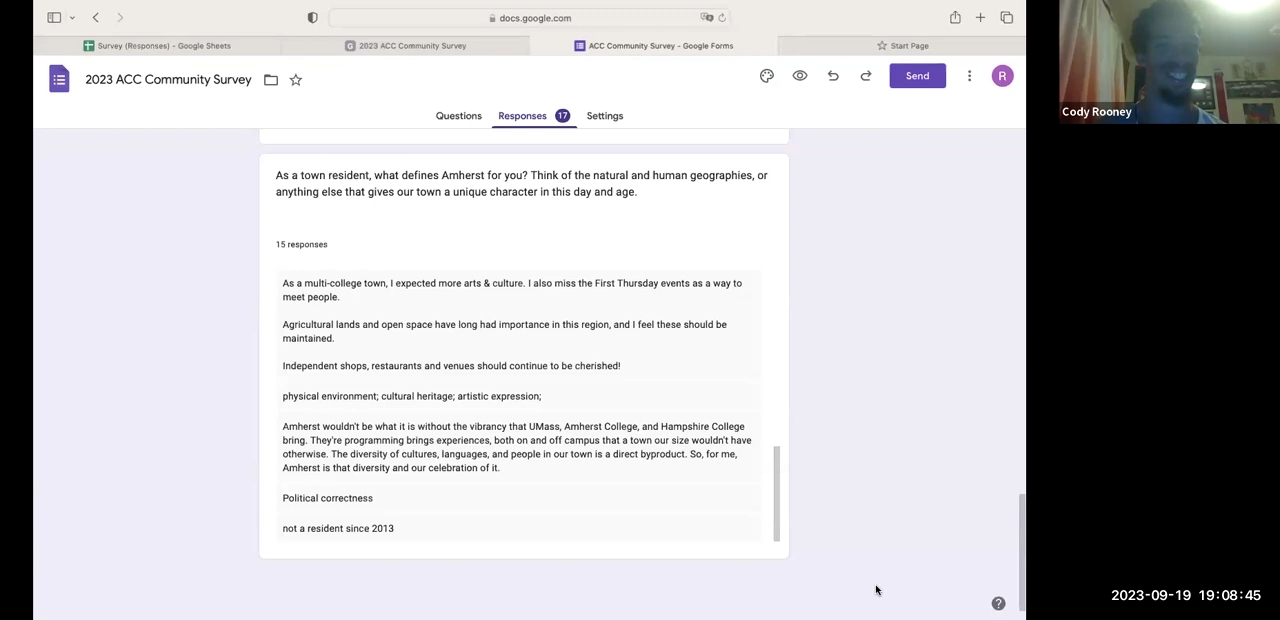 docs.google.com
Survey (Responses) - Google Sheets
2023 ACC Community Survey
ACC Community Survey - Google Forms
Start Page
2023 ACC Community Survey
Send
R
Cody Rooney
Questions
Responses 17
Settings
As a town resident, what defines Amherst for you? Think of the natural and human geographies, or
anything else that gives our town a unique character in this day and age.
15 responses
As a multi-college town, I expected more arts & culture. I also miss the First Thursday events as a way to
meet people.
Agricultural lands and open space have long had importance in this region, and I feel these should be
maintained.
Independent shops, restaurants and venues should continue to be cherished!
physical environment; cultural heritage; artistic expression;
Amherst wouldn't be what it is without the vibrancy that UMass, Amherst College, and Hampshire College
bring. They're programming brings experiences, both on and off campus that a town our size wouldn't have
otherwise. The diversity of cultures, languages, and people in our town is a direct byproduct. So, for me,
Amherst is that diversity and our celebration of it.
Political correctness
not a resident since 2013
2023-09-19 19:08:45